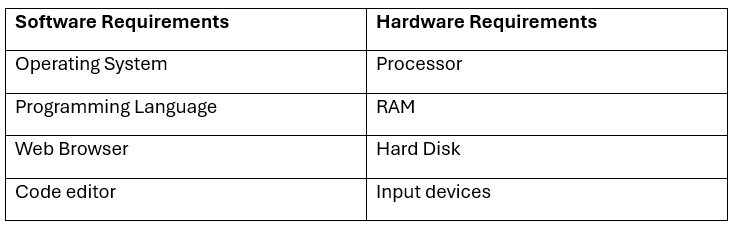 Software Requirements Hardware Requirements
Operating System Processor
Programming Language RAM
Web Browser Hard Disk
Code editor Input devices